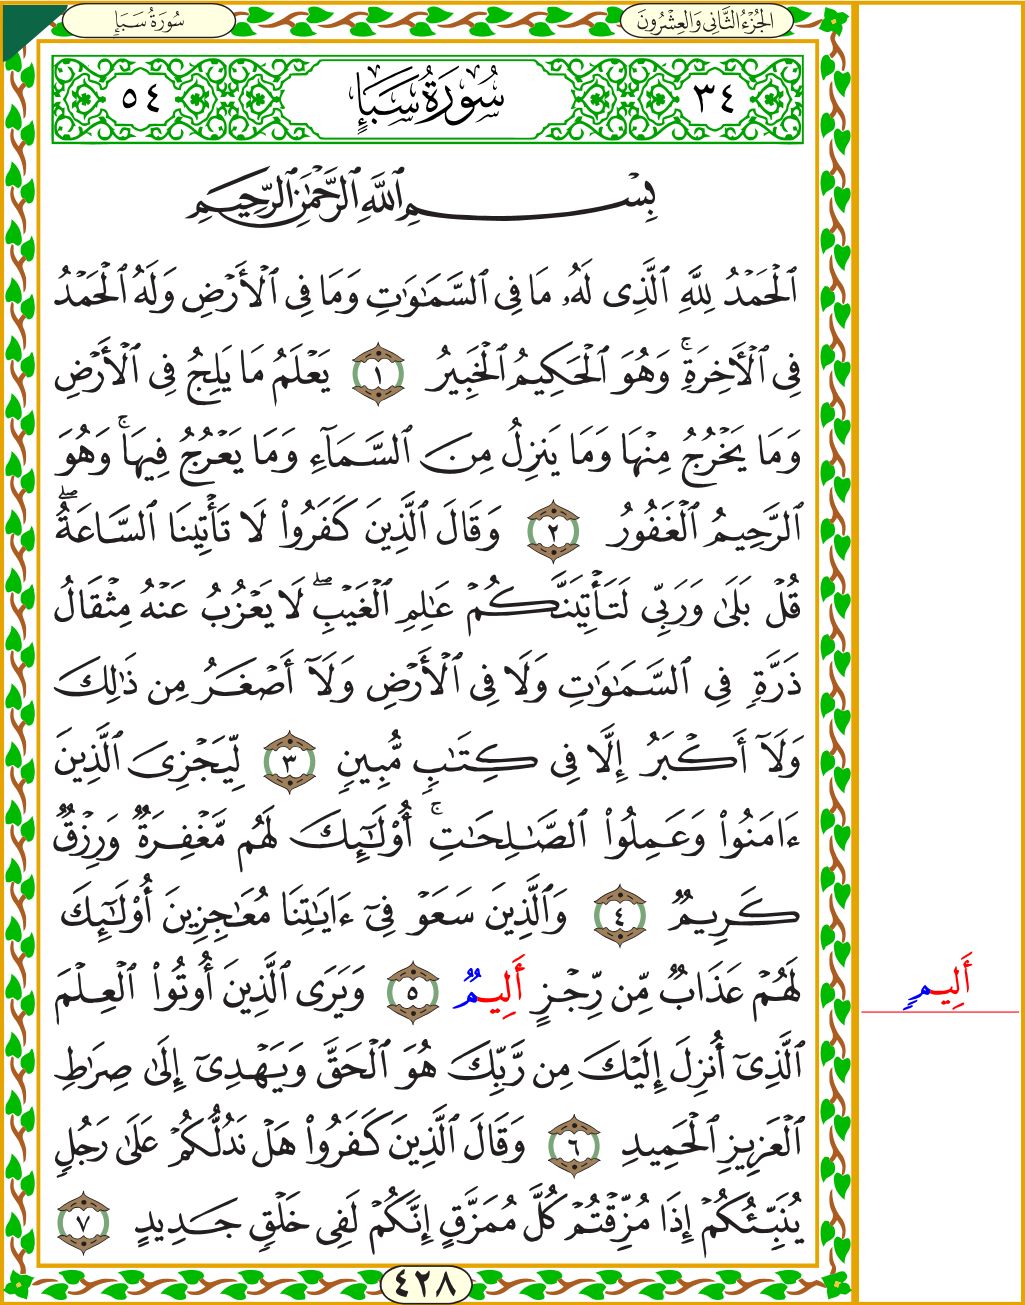 الجُزْءُ الثَّانِي وَالعِشْرُونَ
سُورَةُ سَبَإٍ
٣٤
سُورَةُ سَبَإٍ
٥٤
بِسْمِ ٱللَّهِ ٱلرَّحْمَٰنِ ٱلرَّحِيمِ
ٱلْحَمْدُ لِلَّهِ ٱلَّذِى لَهُۥ مَا فِى ٱلسَّمَٰوَٰتِ وَمَا فِى ٱلْأَرْضِ وَلَهُ ٱلْحَمْدُ
فِى ٱلْأَخِرَةِۚ وَهُوَ ٱلْحَكِيمُ ٱلْخَبِيرُ ١ يَعْلَمُ مَا يَلِجُ فِى ٱلْأَرْضِ
وَمَا يَخْرُجُ مِنْهَا وَمَا يَنزِلُ مِنَ ٱلسَّمَآءِ وَمَا يَعْرُجُ فِيهَاۚ وَهُوَ
ٱلرَّحِيمُ ٱلْغَفُورُ ٢ وَقَالَ ٱلَّذِينَ كَفَرُوا۟ لَا تَأْتِينَا ٱلسَّاعَةُۖ
قُلْ بَلَىٰ وَرَبِّى لَتَأْتِيَنَّكُمْ عَٰلِمِ ٱلْغَيْبِۖ لَا يَعْزُبُ عَنْهُ مِثْقَالُ
ذَرَّةٍ فِى ٱلسَّمَٰوَٰتِ وَلَا فِى ٱلْأَرْضِ وَلَآ أَصْغَرُ مِن ذَٰلِكَ
وَلَآ أَكْبَرُ إِلَّا فِى كِتَٰبٍ مُّبِينٍ ٣ لِّيَجْزِىَ ٱلَّذِينَ
ءَامَنُوا۟ وَعَمِلُوا۟ ٱلصَّٰلِحَٰتِۚ أُو۟لَٰٓئِكَ لَهُم مَّغْفِرَةٌ وَرِزْقٌ
كَرِيمٌ ٤ وَٱلَّذِينَ سَعَوْ فِىٓ ءَايَٰتِنَا مُعَٰجِزِينَ أُو۟لَٰٓئِكَ
لَهُمْ عَذَابٌ مِّن رِّجْزٍ أَلِيمٌ ٥ وَيَرَى ٱلَّذِينَ أُوتُوا۟ ٱلْعِلْمَ
أَلِيمٍ
ٱلَّذِىٓ أُنزِلَ إِلَيْكَ مِن رَّبِّكَ هُوَ ٱلْحَقَّ وَيَهْدِىٓ إِلَىٰ صِرَٰطِ
ٱلْعَزِيزِ ٱلْحَمِيدِ ٦ وَقَالَ ٱلَّذِينَ كَفَرُوا۟ هَلْ نَدُلُّكُمْ عَلَىٰ رَجُلٍ
يُنَبِّئُكُمْ إِذَا مُزِّقْتُمْ كُلَّ مُمَزَّقٍ إِنَّكُمْ لَفِى خَلْقٍ جَدِيدٍ ٧
٤٢٨